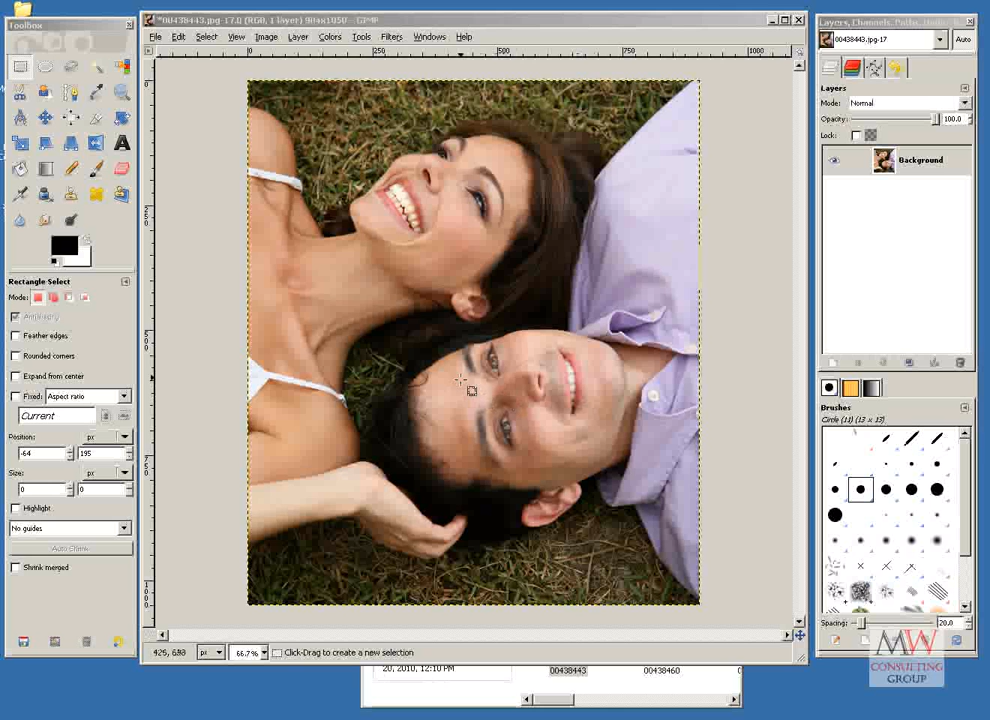 Toolbox
*00438443.jpg-17.0 (RGB, 1 layer) 904x1050 - GIMP
Layers, Channels, Paths, Undo
File Edit Select View Image Layer Colors Tools Filters Windows Help
00438443.jpg-17
Auto
0 250 500 750 1000
Layers
Mode: Normal
Opacity: 100.0
Lock:
Background
Rectangle Select
Mode:
Antialiasing
Feather edges
Rounded corners
Expand from center
Fixed: Aspect ratio
Current
Position: px
-64 195
Size: px
0 0
Highlight
No guides
Auto Shrink
Shrink merged
Brushes
Circle (11) (13 x 13)
Spacing: 20.0
425, 680 px 66.7% Click-Drag to create a new selection
20, 2010, 12:10 PM
00438443 00438460
MW
CONSULTING
GROUP